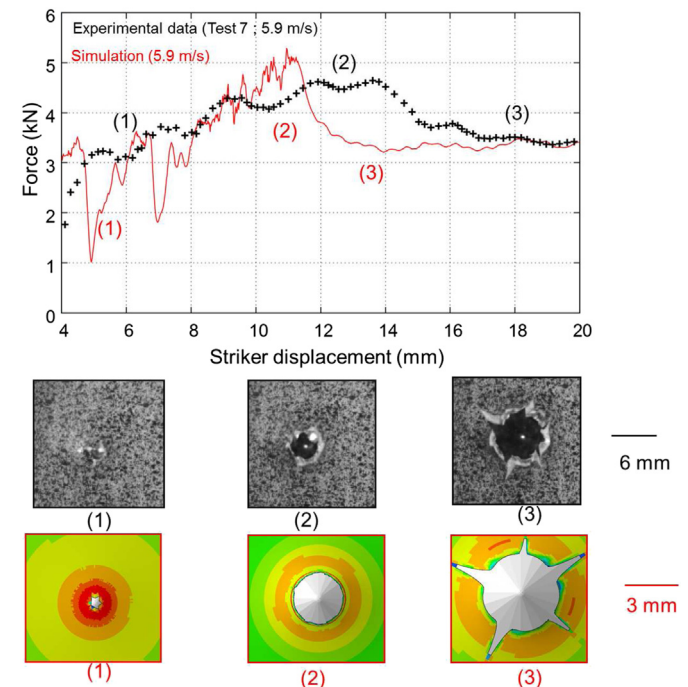 6
Experimental data (Test 7 ; 5.9 m/s)
Simulation (5.9 m/s)
(2)
5
(1)
(3)
4
(2)
(3)
3
2
(1)
1
0
Force (kN)
4 6 8 10 12 14 16 18 20
Striker displacement (mm)
6 mm
(1) (2) (3)
3 mm
(1) (2) (3)